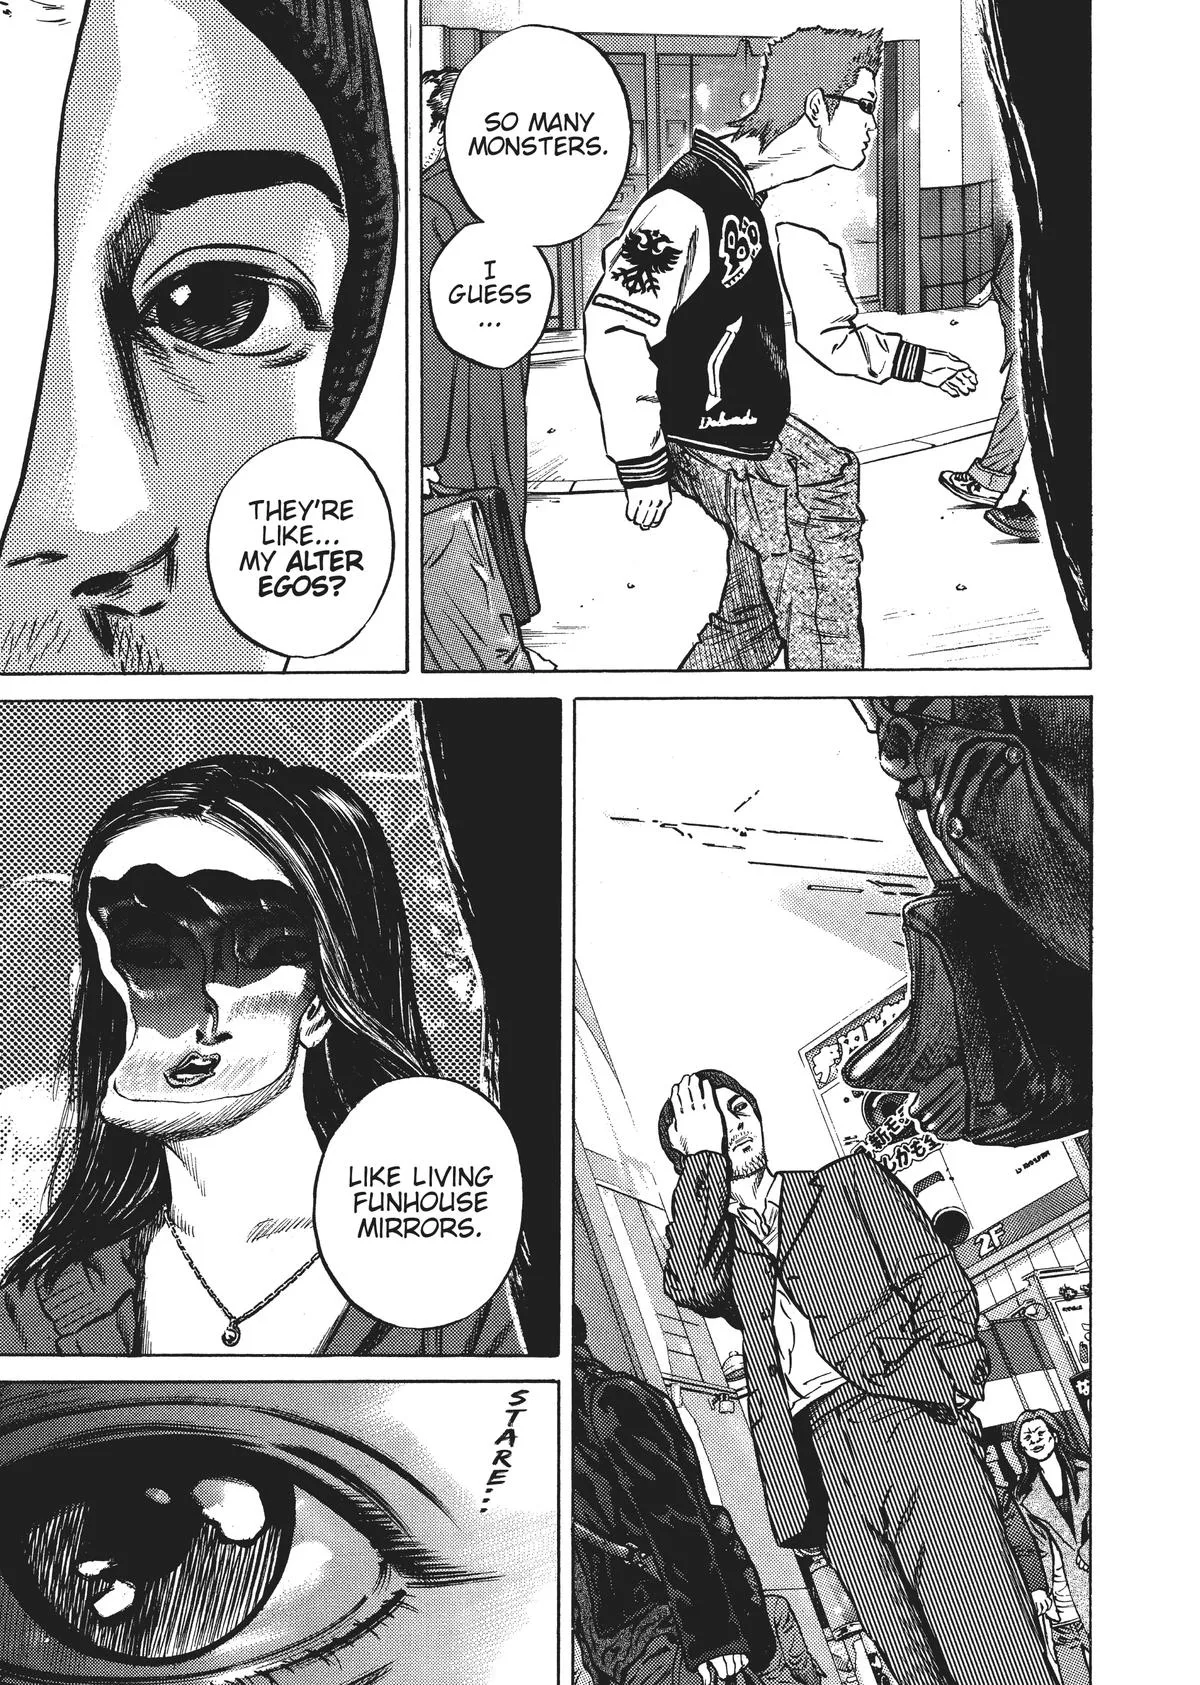 SO MANY
MONSTERS.
I
GUESS
...
THEY'RE
LIKE...
MY ALTER
EGOS?
2F
LIKE LIVING
FUNHOUSE
MIRRORS.
STARE...